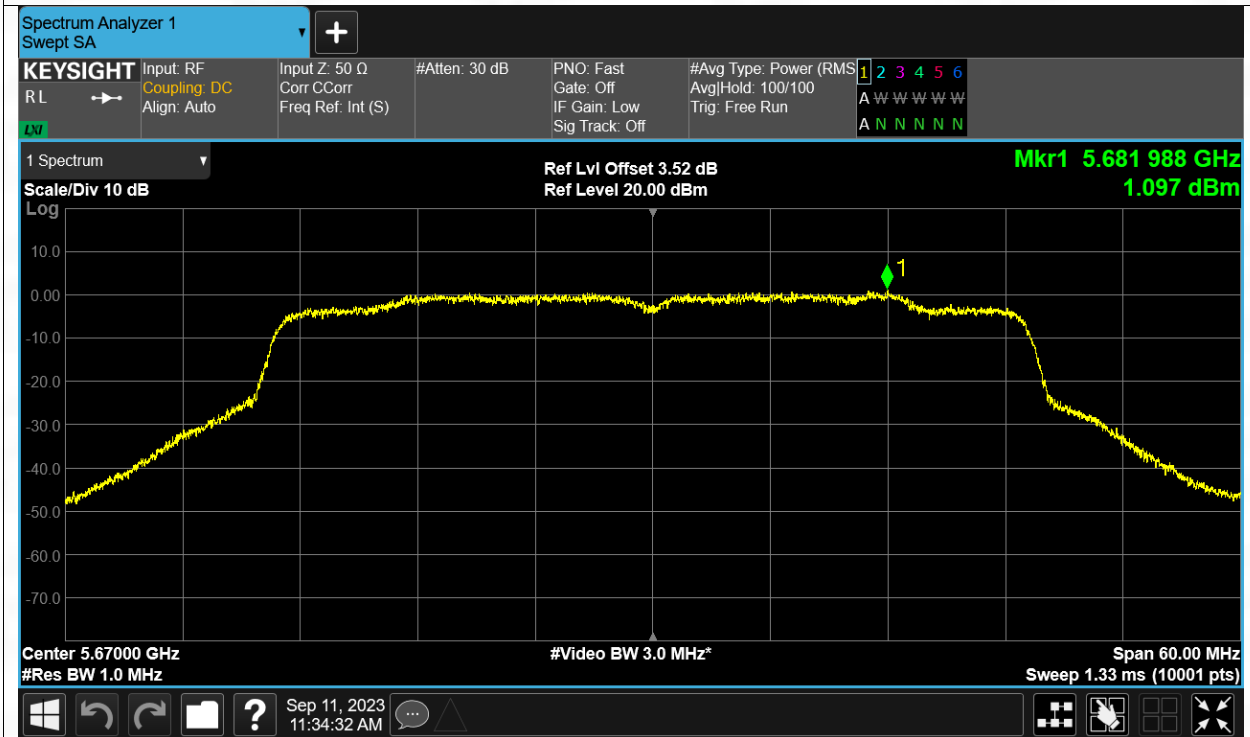 Spectrum Analyzer 1
Swept SA
+
KEYSIGHT
R L
LXI
Input: RF
Coupling: DC
Align: Auto
Input Z: 50 Ω
Corr CCorr
Freq Ref: Int (S)
#Atten: 30 dB
PNO: Fast
Gate: Off
IF Gain: Low
Sig Track: Off
#Avg Type: Power (RMS
Avg|Hold: 100/100
Trig: Free Run
1 2 3 4 5 6
A W W W W W
A N N N N N
1 Spectrum
Scale/Div 10 dB
Log
Ref Lvl Offset 3.52 dB
Ref Level 20.00 dBm
Mkr1 5.681 988 GHz
1.097 dBm
10.0
0.00
-10.0
-20.0
-30.0
-40.0
-50.0
-60.0
-70.0
1
Center 5.67000 GHz
#Res BW 1.0 MHz
#Video BW 3.0 MHz*
Span 60.00 MHz
Sweep 1.33 ms (10001 pts)
?
Sep 11, 2023
11:34:32 AM